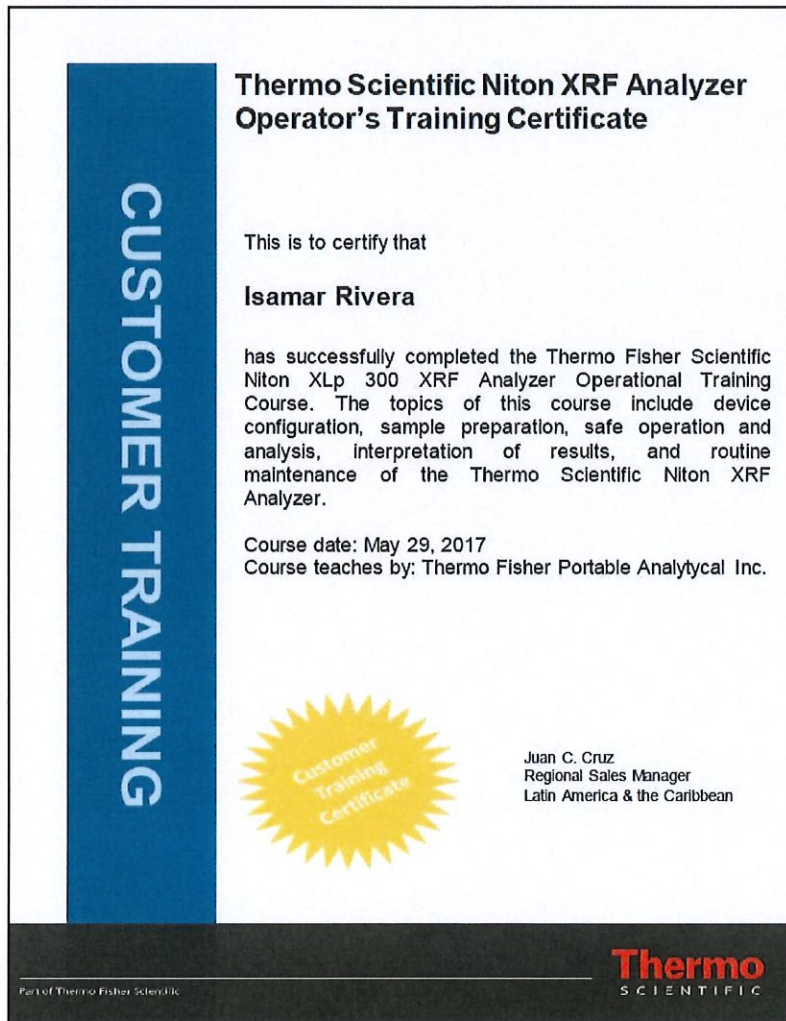 Thermo Scientific Niton XRF Analyzer
Operator's Training Certificate
CUSTOMER TRAINING
This is to certify that
Isamar Rivera
has successfully completed the Thermo Fisher Scientific
Niton XLp 300 XRF Analyzer Operational Training
Course. The topics of this course include device
configuration, sample preparation, safe operation and
analysis, interpretation of results, and routine
maintenance of the Thermo Scientific Niton XRF
Analyzer.
Course date: May 29, 2017
Course teaches by: Thermo Fisher Portable Analytycal Inc.
Customer
Training
Certificate
Juan C. Cruz
Regional Sales Manager
Latin America & the Caribbean
Part of Thermo Fisher Scientific
Thermo
SCIENTIFIC